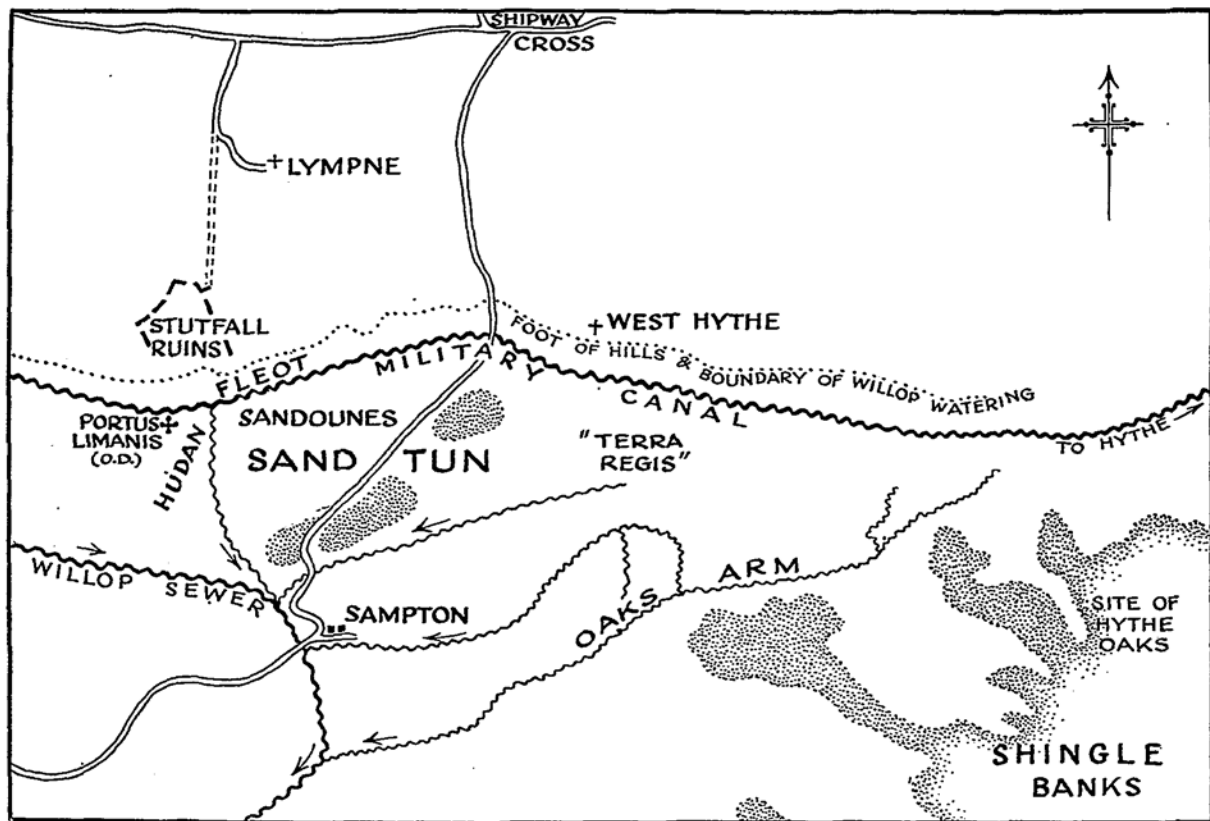 SHIPWAY
CROSS
+LYMPNE
STUTFALL
RUINS
+WEST HYTHE
FOOT OF HILLS & BOUNDARY OF WILLOP WATERING
FLEOT MILITARY CANAL
TO HYTHE
PORTUS
LIMANIS
(O.D.)
HUDAN
SANDOUNES
SAND TUN
"TERRA
REGIS"
WILLOP SEWER
SAMPTON
OAKS ARM
SITE OF
HYTHE
OAKS
SHINGLE
BANKS